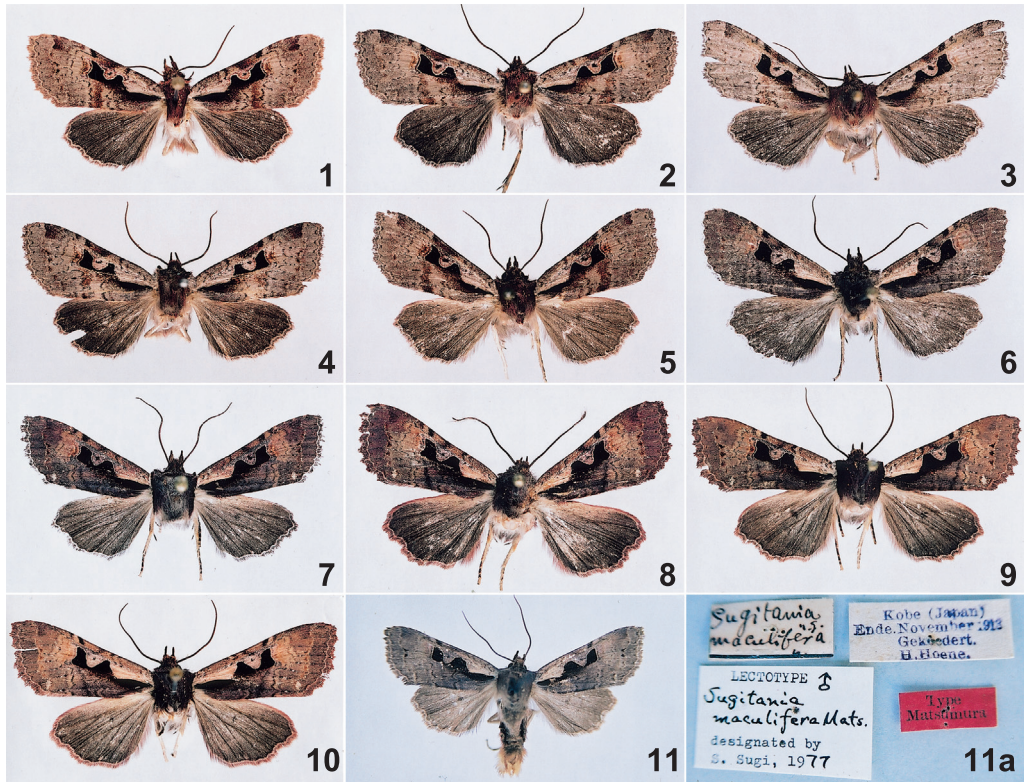 1
2
3
4
5
6
7
8
9
10
11
Sugitania
maculifera
Kobe (Japan)
Ende.November 1913
Geködert.
H.Hoene.
LECTOTYPE ♂
Sugitania
maculifera Mats.
designated by
S. Sugi, 1977
Type
Matsumura
11a